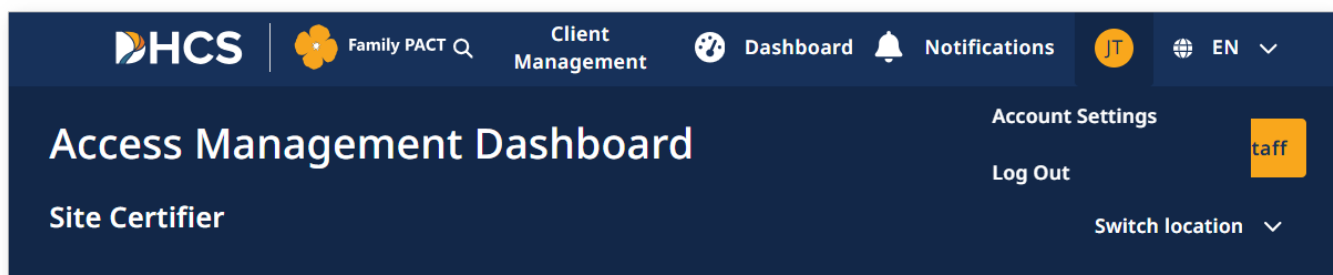 DHCS
Family PACT
Client
Management
Dashboard
Notifications
JT
EN
Access Management Dashboard
Account Settings
taff
Log Out
Site Certifier
Switch location